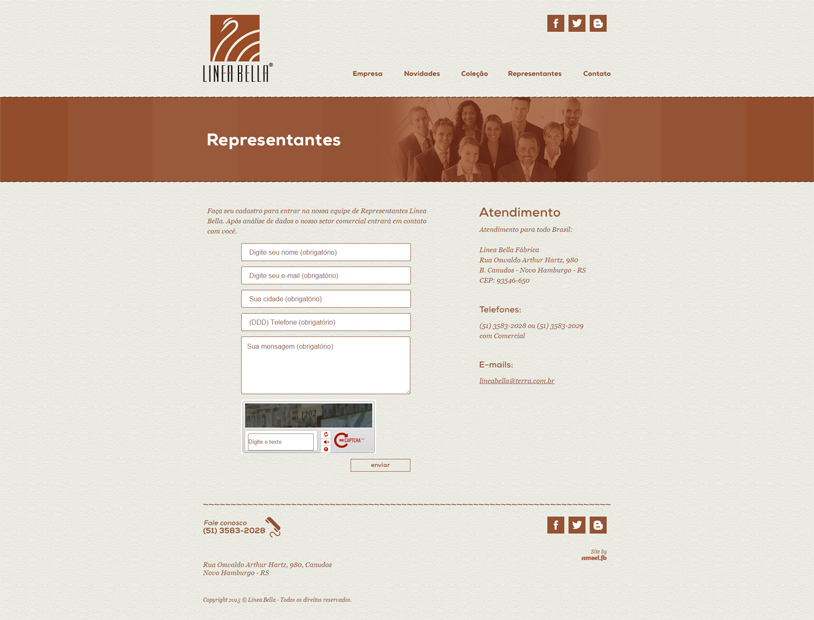 LINEA BELLA®
Empresa Novidades Coleção Representantes Contato
Representantes
Faça seu cadastro para entrar na nossa equipe de Representantes Linea
Bella. Após análise de dados o nosso setor comercial entrará em contato
com você.
Digite seu nome (obrigatório)
Digite seu e-mail (obrigatório)
Sua cidade (obrigatório)
(DDD) Telefone (obrigatório)
Sua mensagem (obrigatório)
Digite o texto
reCAPTCHA™
enviar
Atendimento
Atendimento para todo Brasil:
Linea Bella Fábrica
Rua Oswaldo Arthur Hartz, 980
B. Canudos - Novo Hamburgo - RS
CEP: 93546-650
Telefones:
(51) 3583-2028 ou (51) 3583-2029
com Comercial
E-mails:
lineabella@terra.com.br
Fale conosco
(51) 3583-2028
Site by
Rua Oswaldo Arthur Hartz, 980, Canudos
Novo Hamburgo - RS
Copyright 2015 © Linea Bella - Todos os direitos reservados.